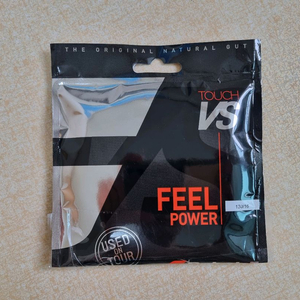 THE ORIGINAL NATURAL GUT
TOUCH
VS
FEEL
POWER
USED
ON
TOUR